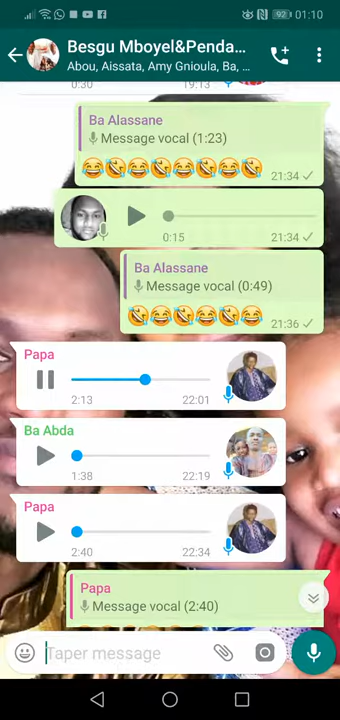 92 01:10
Besgu Mboyel&Penda...
Abou, Aissata, Amy Gnioula, Ba, ...
0:30 19:13
Ba Alassane
Message vocal (1:23)
😂🤣😂😂😂🤣😂🤣
21:34
0:15 21:34
Ba Alassane
Message vocal (0:49)
🤣😂🤣😂🤣😂
21:36
Papa
2:13 22:01
Ba Abda
1:38 22:19
Papa
2:40 22:34
Papa
Message vocal (2:40)
Taper message